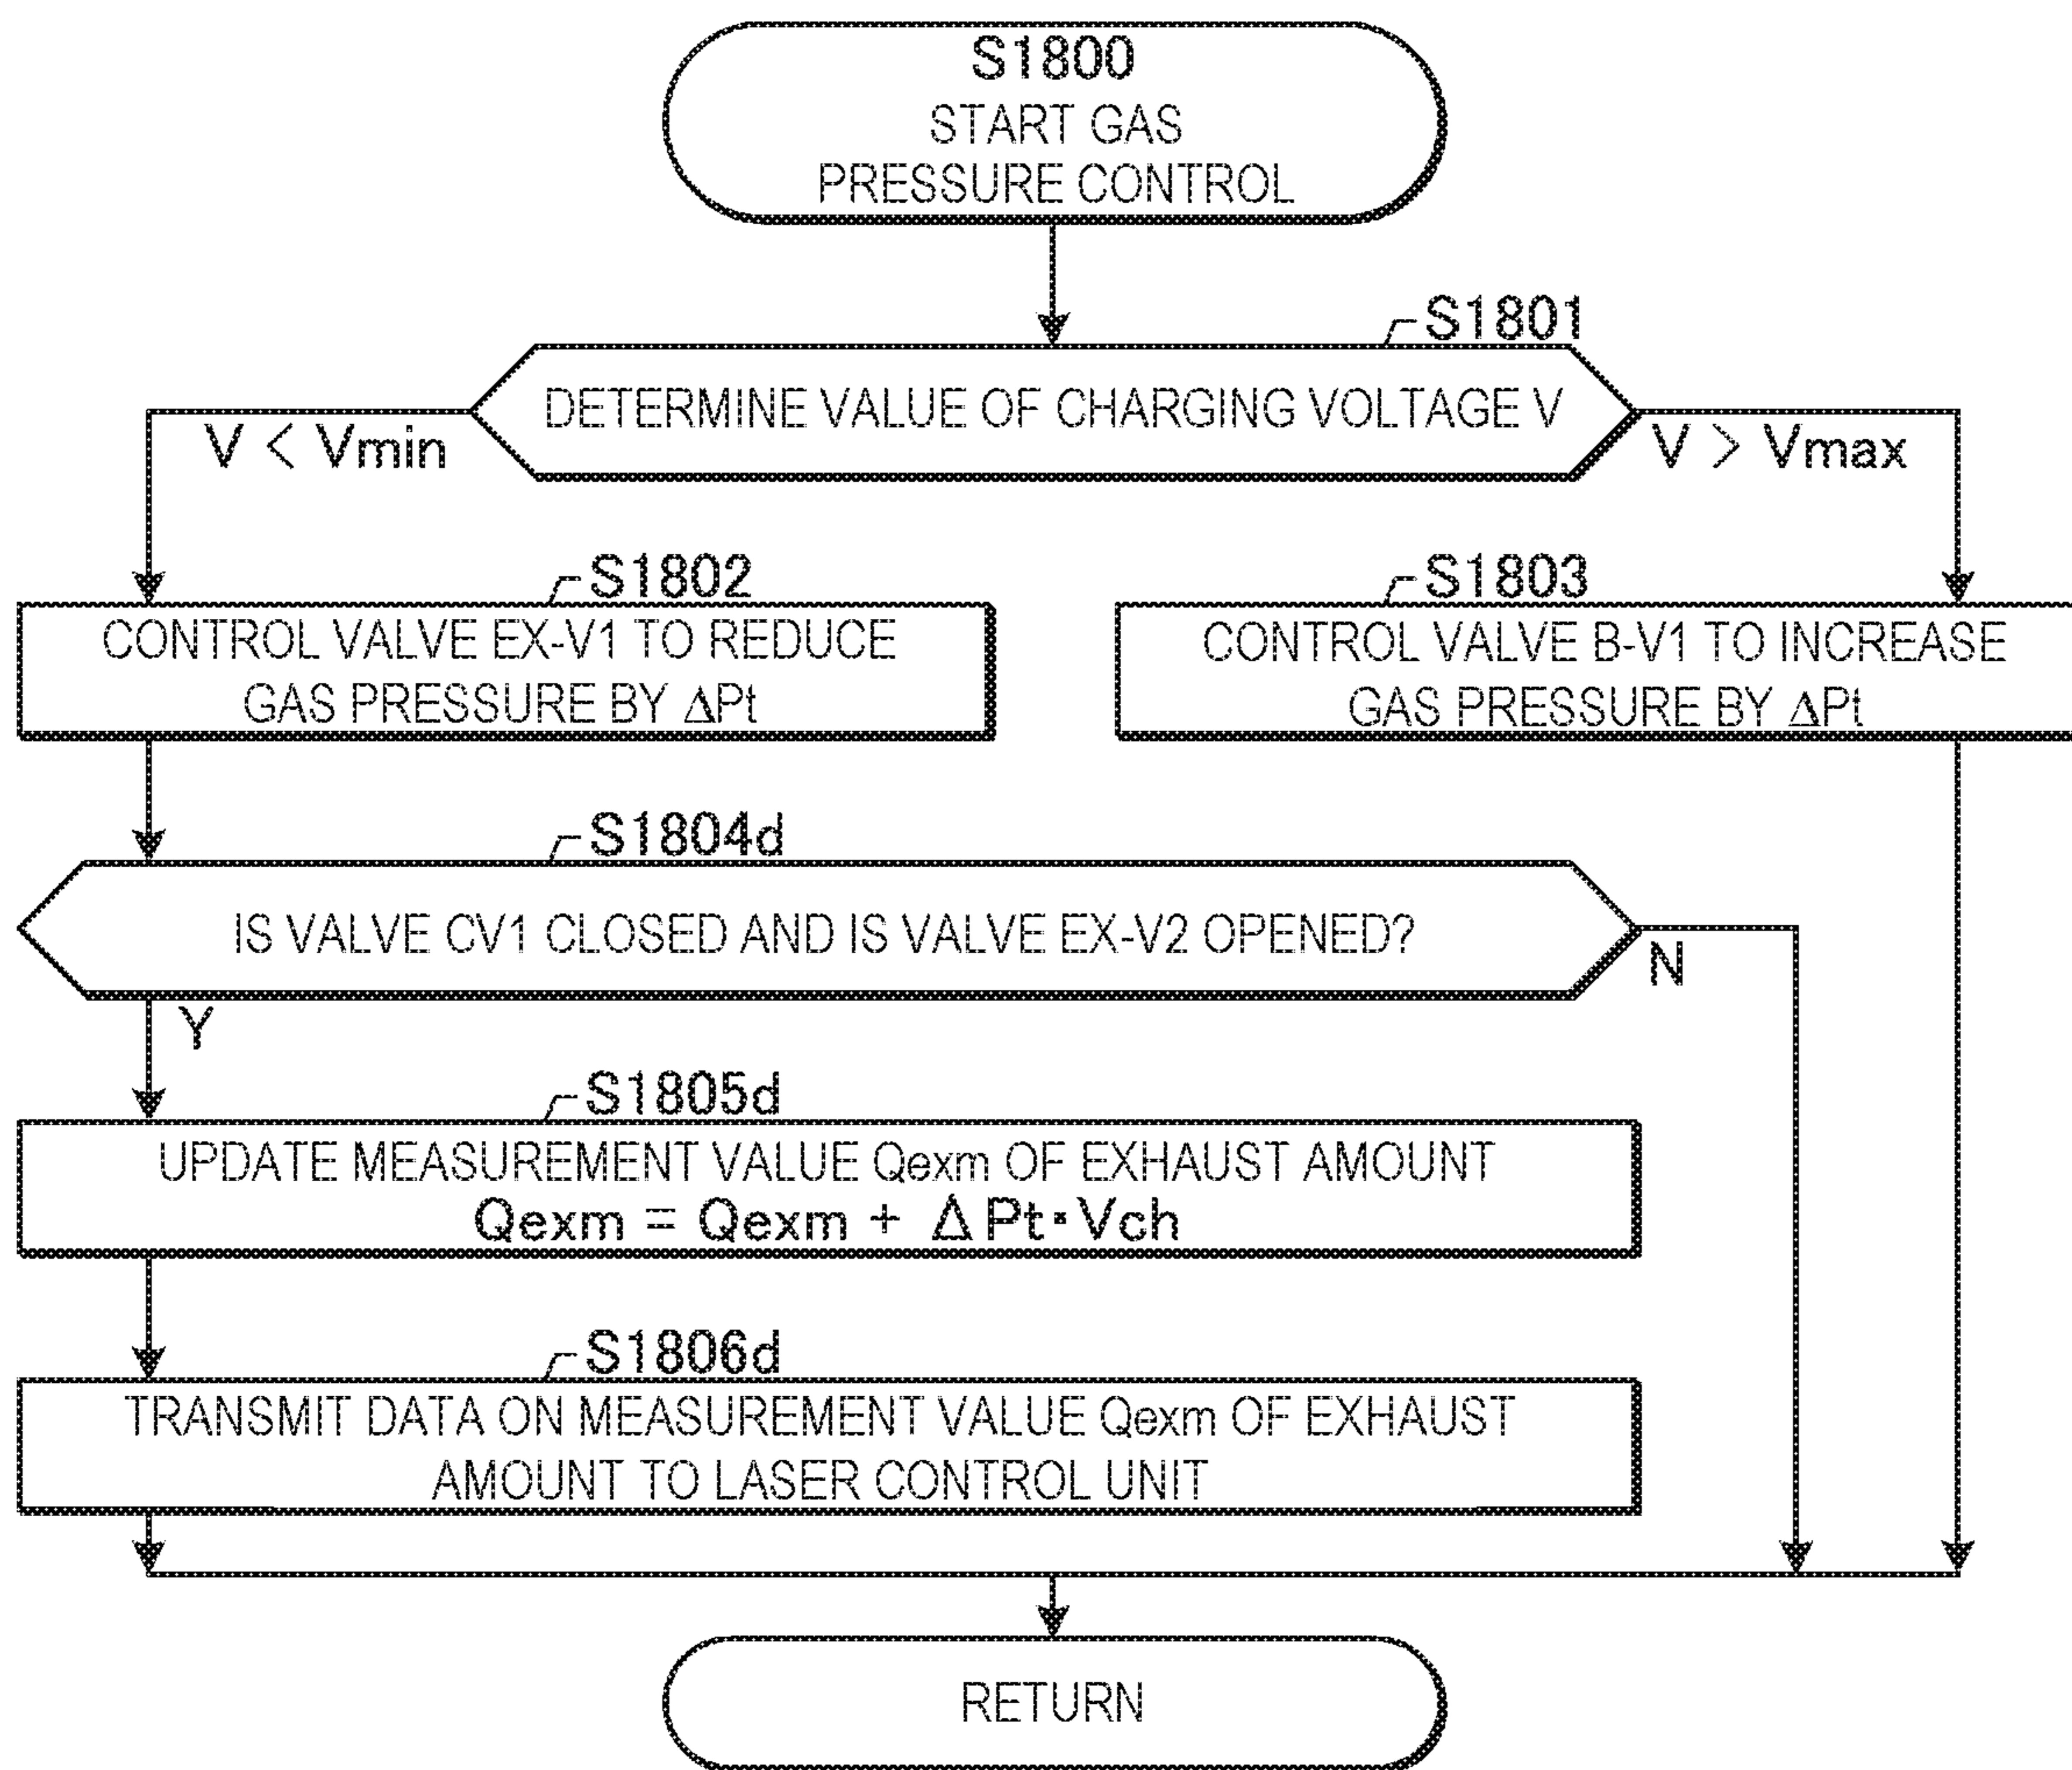 S1800
START GAS
PRESSURE CONTROL
S1801
DETERMINE VALUE OF CHARGING VOLTAGE V
V < Vmin
V > Vmax
S1802
CONTROL VALVE EX-V1 TO REDUCE
GAS PRESSURE BY ΔPt
S1803
CONTROL VALVE B-V1 TO INCREASE
GAS PRESSURE BY ΔPt
S1804d
IS VALVE CV1 CLOSED AND IS VALVE EX-V2 OPENED?
N
Y
S1805d
UPDATE MEASUREMENT VALUE Qexm OF EXHAUST AMOUNT
Qexm = Qexm + ΔPt・Vch
S1806d
TRANSMIT DATA ON MEASUREMENT VALUE Qexm OF EXHAUST
AMOUNT TO LASER CONTROL UNIT
RETURN